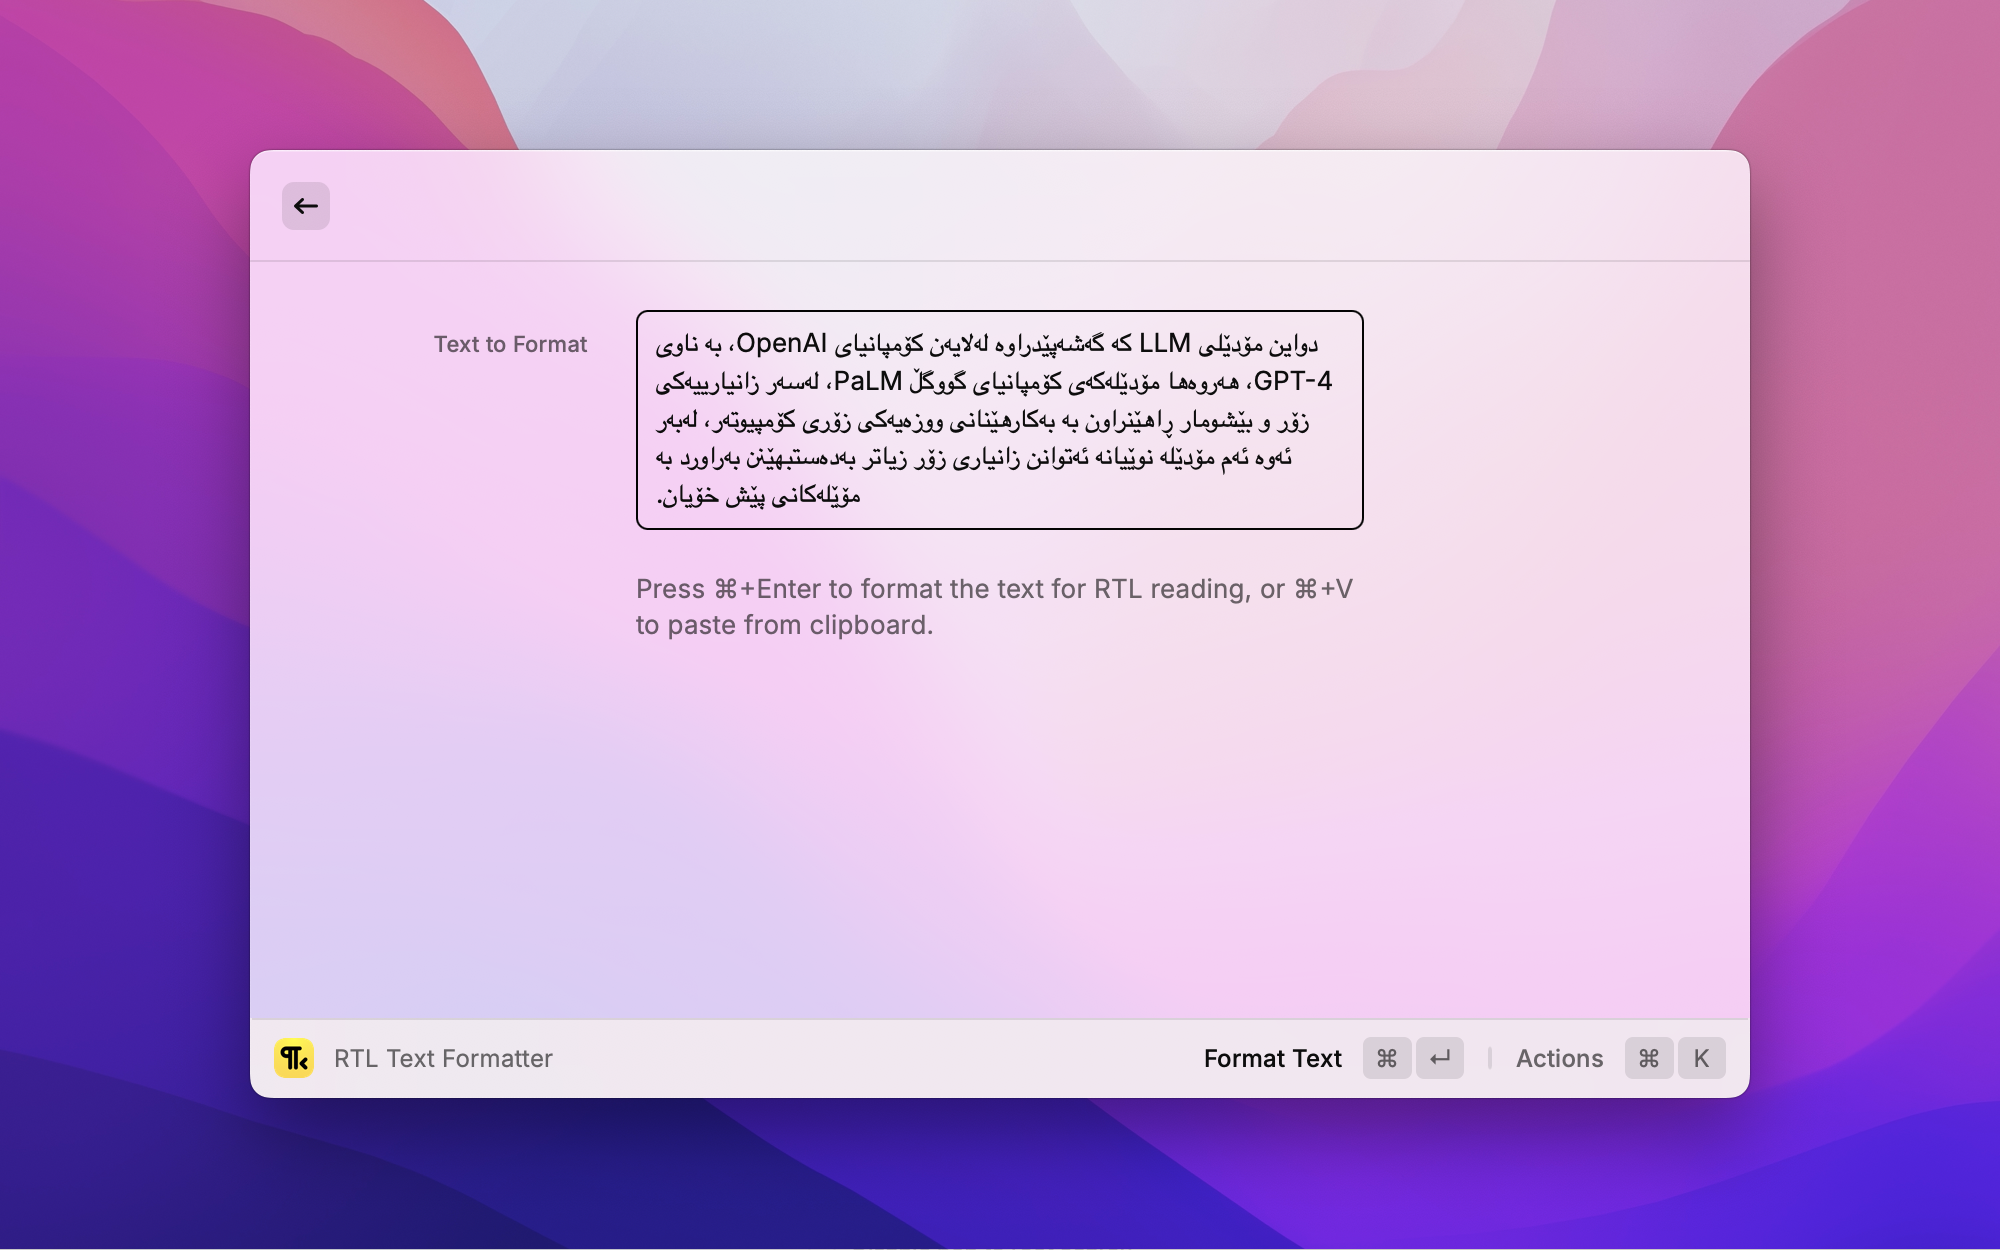 Text to Format
دواین مۆدێلی LLM کە گەشەپێدراوە لەلایەن کۆمپانیای OpenAI، بە ناوی
GPT-4، هەروەها مۆدێلەکەی کۆمپانیای گووگڵ PaLM، لەسەر زانیارییەکی
زۆر و بێشومار ڕاهێنراون بە بەکارهێنانی ووزەیەکی زۆری کۆمپیوتەر، لەبەر
ئەوە ئەم مۆدێلە نوێیانە ئەتوانن زانیاری زۆر زیاتر بەدەستبهێنن بەراورد بە
مۆێلەکانی پێش خۆیان.
Press ⌘+Enter to format the text for RTL reading, or ⌘+V
to paste from clipboard.
RTL Text Formatter
Format Text ⌘ ↵ | Actions ⌘ K